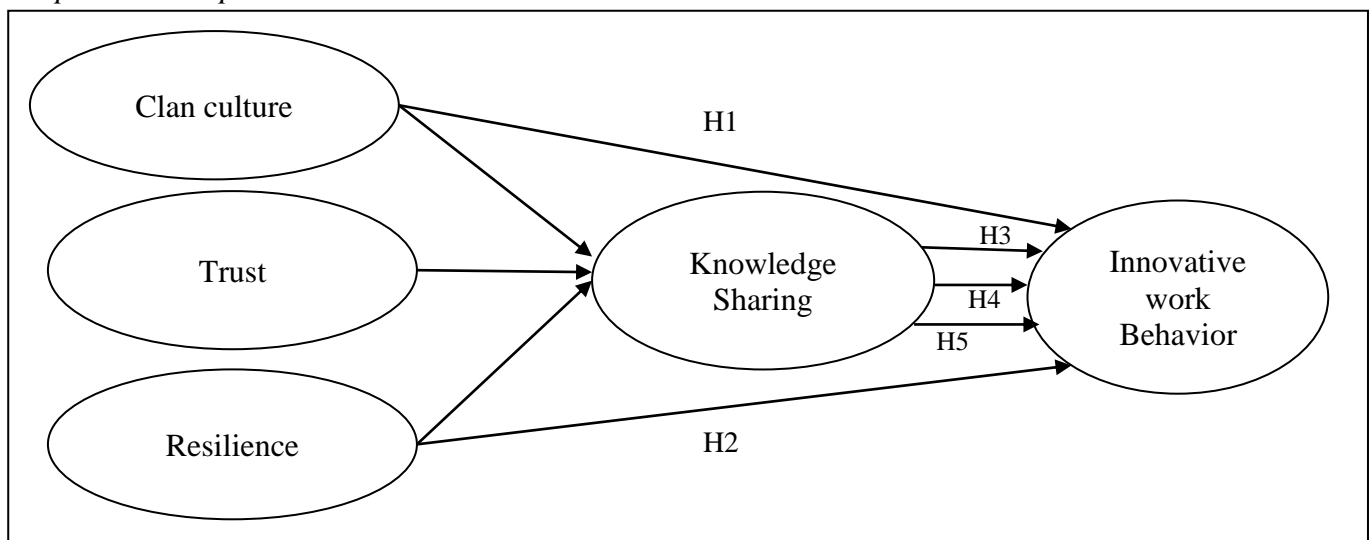 Clan culture
H1
Trust
Knowledge
Sharing
H3
H4
H5
Innovative
work
Behavior
Resilience
H2